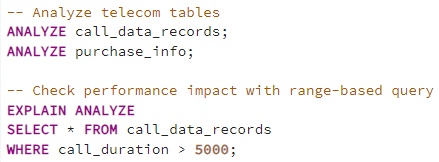 -- Analyze telecom tables
ANALYZE call_data_records;
ANALYZE purchase_info;
-- Check performance impact with range-based query
EXPLAIN ANALYZE
SELECT * FROM call_data_records
WHERE call_duration > 5000;